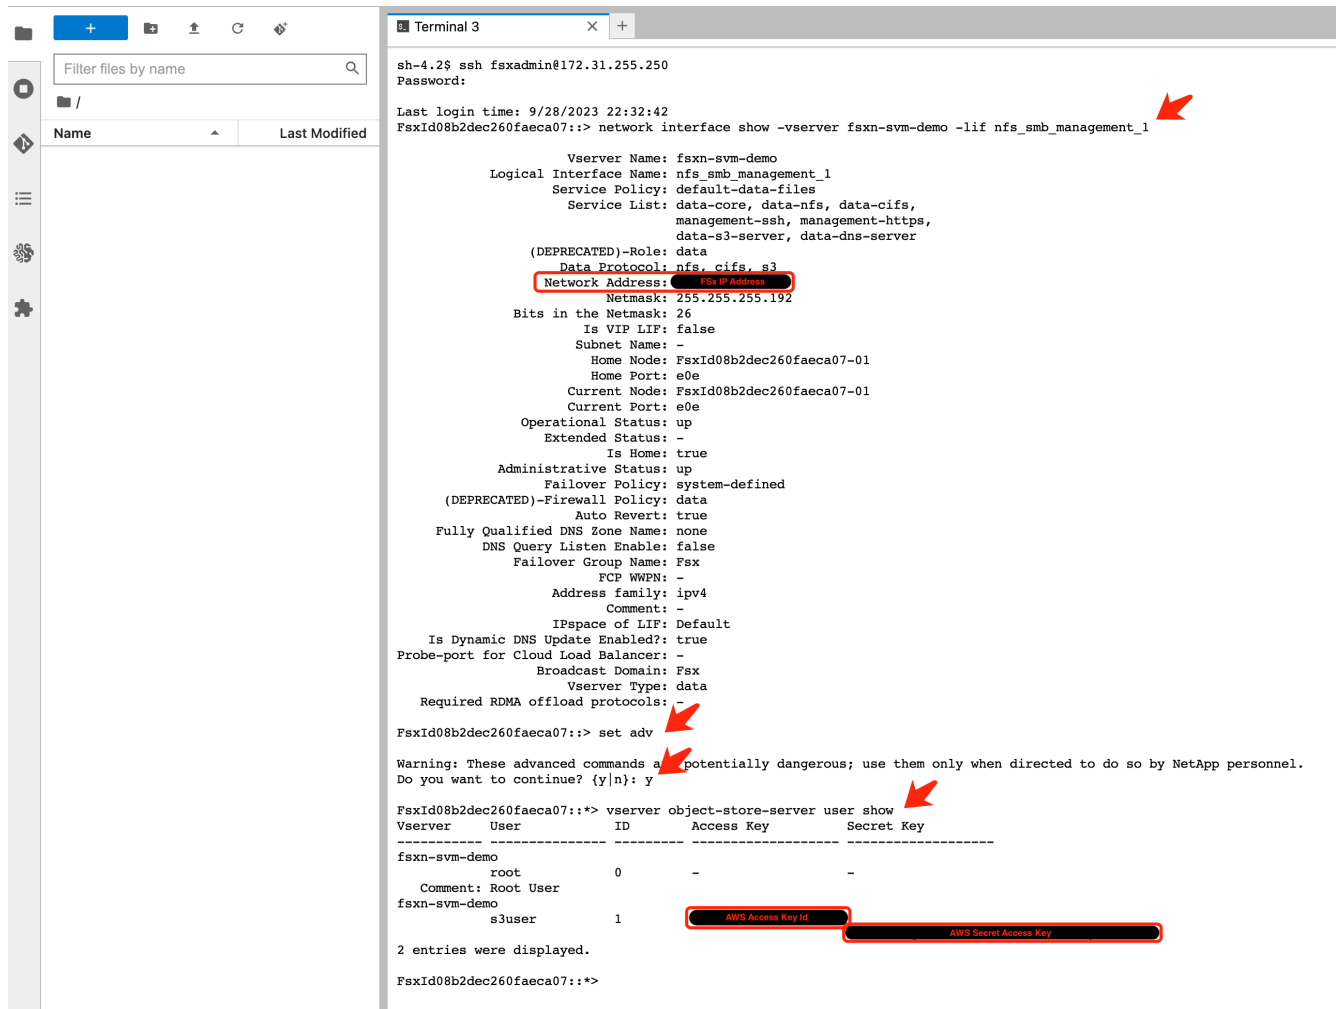 +
Terminal 3
Filter files by name
/
Name
Last Modified
sh-4.2$ ssh fsxadmin@172.31.255.250
Password:
Last login time: 9/28/2023 22:32:42
FsxId08b2dec260faeca07::> network interface show -vserver fsxn-svm-demo -lif nfs_smb_management_1
Vserver Name: fsxn-svm-demo
Logical Interface Name: nfs_smb_management_1
Service Policy: default-data-files
Service List: data-core, data-nfs, data-cifs,
management-ssh, management-https,
data-s3-server, data-dns-server
(DEPRECATED)-Role: data
Data Protocol: nfs, cifs, s3
Network Address: FSx IP Address
Netmask: 255.255.255.192
Bits in the Netmask: 26
Is VIP LIF: false
Subnet Name: -
Home Node: FsxId08b2dec260faeca07-01
Home Port: e0e
Current Node: FsxId08b2dec260faeca07-01
Current Port: e0e
Operational Status: up
Extended Status: -
Is Home: true
Administrative Status: up
Failover Policy: system-defined
(DEPRECATED)-Firewall Policy: data
Auto Revert: true
Fully Qualified DNS Zone Name: none
DNS Query Listen Enable: false
Failover Group Name: Fsx
FCP WWPN: -
Address family: ipv4
Comment: -
IPspace of LIF: Default
Is Dynamic DNS Update Enabled?: true
Probe-port for Cloud Load Balancer: -
Broadcast Domain: Fsx
Vserver Type: data
Required RDMA offload protocols: -
FsxId08b2dec260faeca07::> set adv
Warning: These advanced commands a potentially dangerous; use them only when directed to do so by NetApp personnel.
Do you want to continue? {y|n}: y
FsxId08b2dec260faeca07::*> vserver object-store-server user show
Vserver User ID Access Key Secret Key
----------- --------------- --------- ------------------- -------------------
fsxn-svm-demo
root 0 - -
Comment: Root User
fsxn-svm-demo
s3user 1 AWS Access Key Id
AWS Secret Access Key
2 entries were displayed.
FsxId08b2dec260faeca07::*>